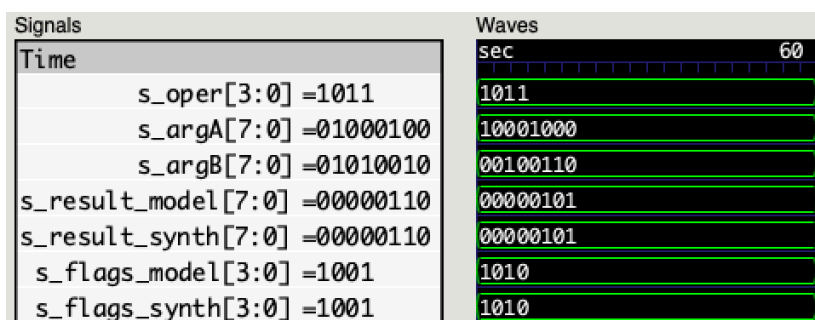 Signals Waves
Time sec 60
s_oper[3:0] =1011 1011
s_argA[7:0] =01000100 10001000
s_argB[7:0] =01010010 00100110
s_result_model[7:0] =00000110 00000101
s_result_synth[7:0] =00000110 00000101
s_flags_model[3:0] =1001 1010
s_flags_synth[3:0] =1001 1010